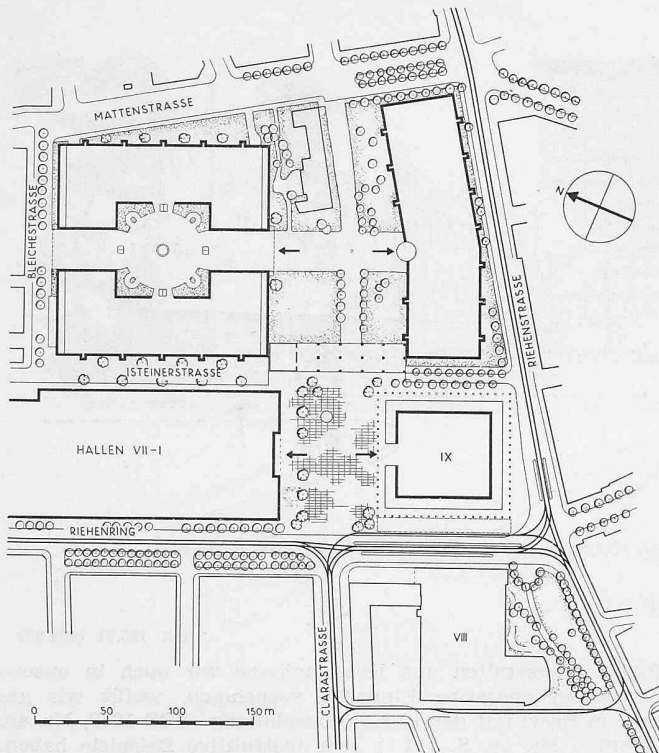 MATTENSTRASSE
BLEICHESTRASSE
N
RIEHENSTRASSE
ISTEINERSTRASSE
HALLEN VII-I
IX
RIEHENRING
VIII
CLARASTRASSE
0 50 100 150 m